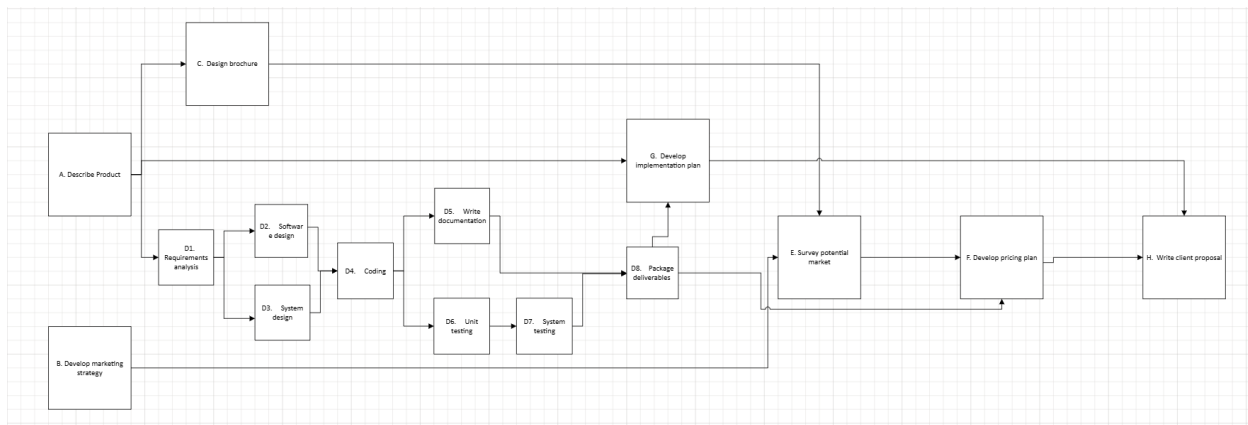 C. Design brochure
A. Describe Product
G. Develop
implementation plan
D5. Write
documentation
D2. Softwar
e design
D1.
Requirements
analysis
D4. Coding
D8. Package
deliverables
E. Survey potential
market
F. Develop pricing plan
H. Write client proposal
D3. System
design
D6. Unit
testing
D7. System
testing
B. Develop marketing
strategy